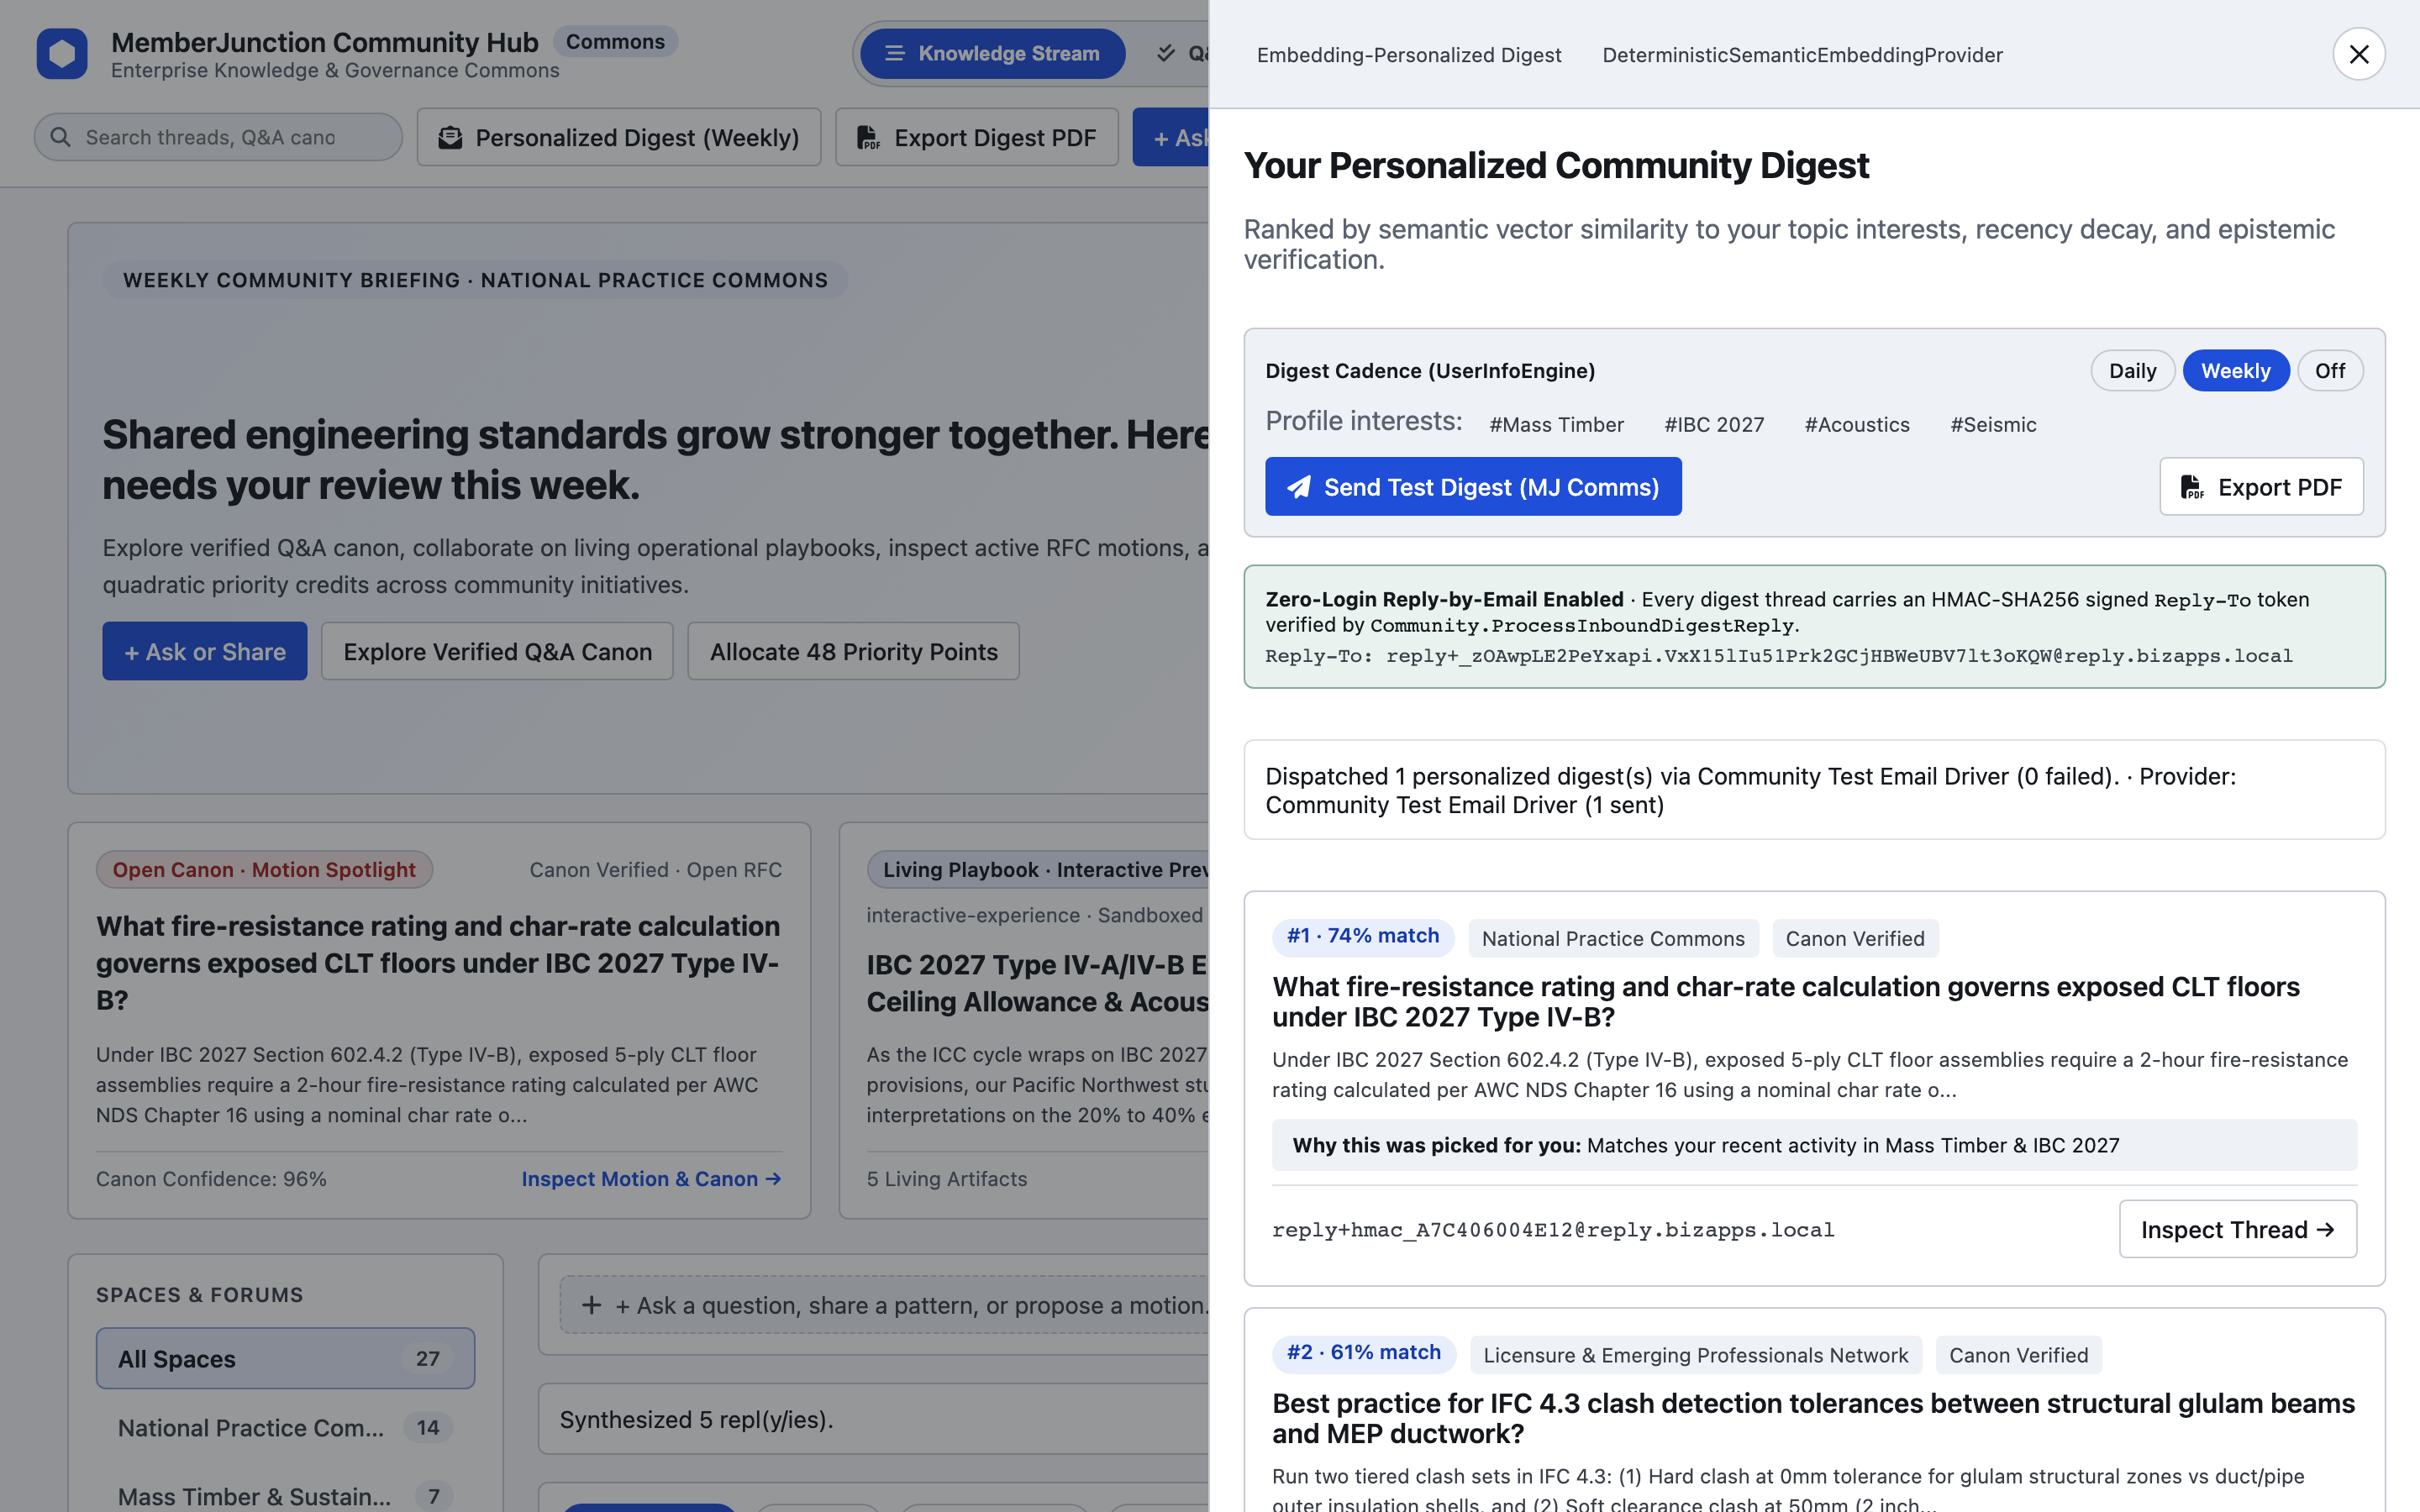 MemberJunction Community Hub
Commons
Enterprise Knowledge & Governance Commons
Knowledge Stream
Search threads, Q&A cano
Personalized Digest (Weekly)
Export Digest PDF
WEEKLY COMMUNITY BRIEFING · NATIONAL PRACTICE COMMONS
Shared engineering standards grow stronger together. Here
needs your review this week.
Explore verified Q&A canon, collaborate on living operational playbooks, inspect active RFC motions, a
quadratic priority credits across community initiatives.
+ Ask or Share
Explore Verified Q&A Canon
Allocate 48 Priority Points
Open Canon · Motion Spotlight
Canon Verified · Open RFC
What fire-resistance rating and char-rate calculation
governs exposed CLT floors under IBC 2027 Type IV-
B?
Under IBC 2027 Section 602.4.2 (Type IV-B), exposed 5-ply CLT floor
assemblies require a 2-hour fire-resistance rating calculated per AWC
NDS Chapter 16 using a nominal char rate o...
Canon Confidence: 96%
Inspect Motion & Canon →
Living Playbook · Interactive Prev
interactive-experience · Sandboxed
IBC 2027 Type IV-A/IV-B E
Ceiling Allowance & Acous
As the ICC cycle wraps on IBC 2027
provisions, our Pacific Northwest stu
interpretations on the 20% to 40% e
5 Living Artifacts
SPACES & FORUMS
All Spaces 27
National Practice Com... 14
Mass Timber & Sustain... 7
+ + Ask a question, share a pattern, or propose a motion.
Synthesized 5 repl(y/ies).
Embedding-Personalized Digest
DeterministicSemanticEmbeddingProvider
Your Personalized Community Digest
Ranked by semantic vector similarity to your topic interests, recency decay, and epistemic
verification.
Digest Cadence (UserInfoEngine)
Daily
Weekly
Off
Profile interests: #Mass Timber #IBC 2027 #Acoustics #Seismic
Send Test Digest (MJ Comms)
Export PDF
Zero-Login Reply-by-Email Enabled · Every digest thread carries an HMAC-SHA256 signed Reply-To token
verified by Community.ProcessInboundDigestReply.
Reply-To: reply+_zOAwpLE2PeYxapi.VxX15lIu51Prk2GCjHBWeUBV7lt3oKQW@reply.bizapps.local
Dispatched 1 personalized digest(s) via Community Test Email Driver (0 failed). · Provider:
Community Test Email Driver (1 sent)
#1 · 74% match
National Practice Commons
Canon Verified
What fire-resistance rating and char-rate calculation governs exposed CLT floors
under IBC 2027 Type IV-B?
Under IBC 2027 Section 602.4.2 (Type IV-B), exposed 5-ply CLT floor assemblies require a 2-hour fire-resistance
rating calculated per AWC NDS Chapter 16 using a nominal char rate o...
Why this was picked for you: Matches your recent activity in Mass Timber & IBC 2027
reply+hmac_A7C406004E12@reply.bizapps.local
Inspect Thread →
#2 · 61% match
Licensure & Emerging Professionals Network
Canon Verified
Best practice for IFC 4.3 clash detection tolerances between structural glulam beams
and MEP ductwork?
Run two tiered clash sets in IFC 4.3: (1) Hard clash at 0mm tolerance for glulam structural zones vs duct/pipe
outer insulation shells, and (2) Soft clearance clash at 50mm (2 inch...